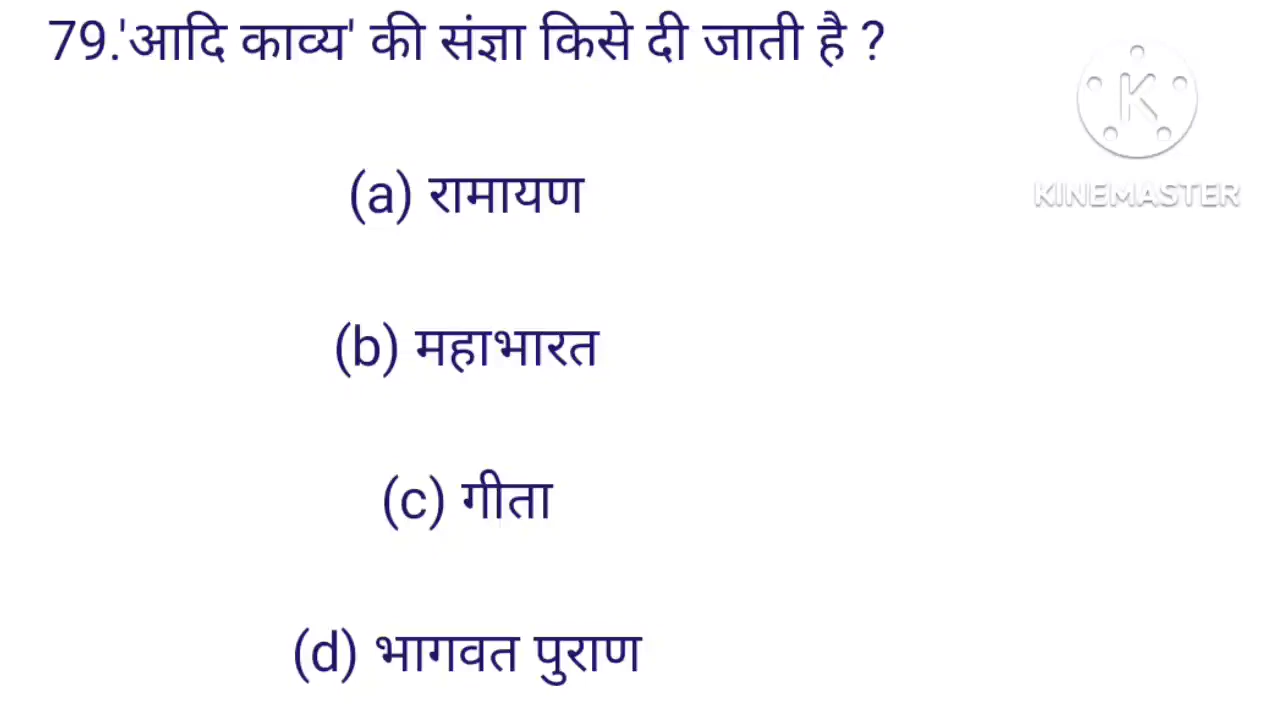 79.'आदि काव्य' की संज्ञा किसे दी जाती है ?
(a) रामायण
(b) महाभारत
(c) गीता
(d) भागवत पुराण
K
KINEMASTER